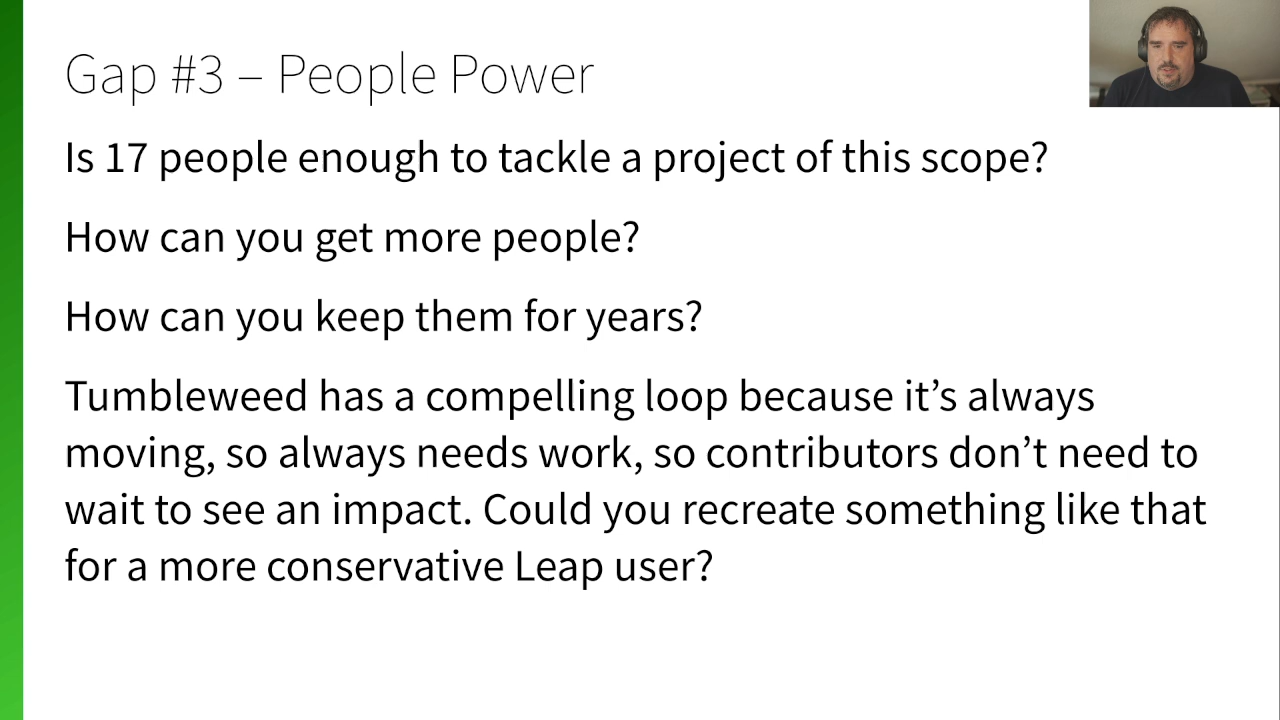 Gap #3 – People Power
Is 17 people enough to tackle a project of this scope?
How can you get more people?
How can you keep them for years?
Tumbleweed has a compelling loop because it’s always
moving, so always needs work, so contributors don’t need to
wait to see an impact. Could you recreate something like that
for a more conservative Leap user?